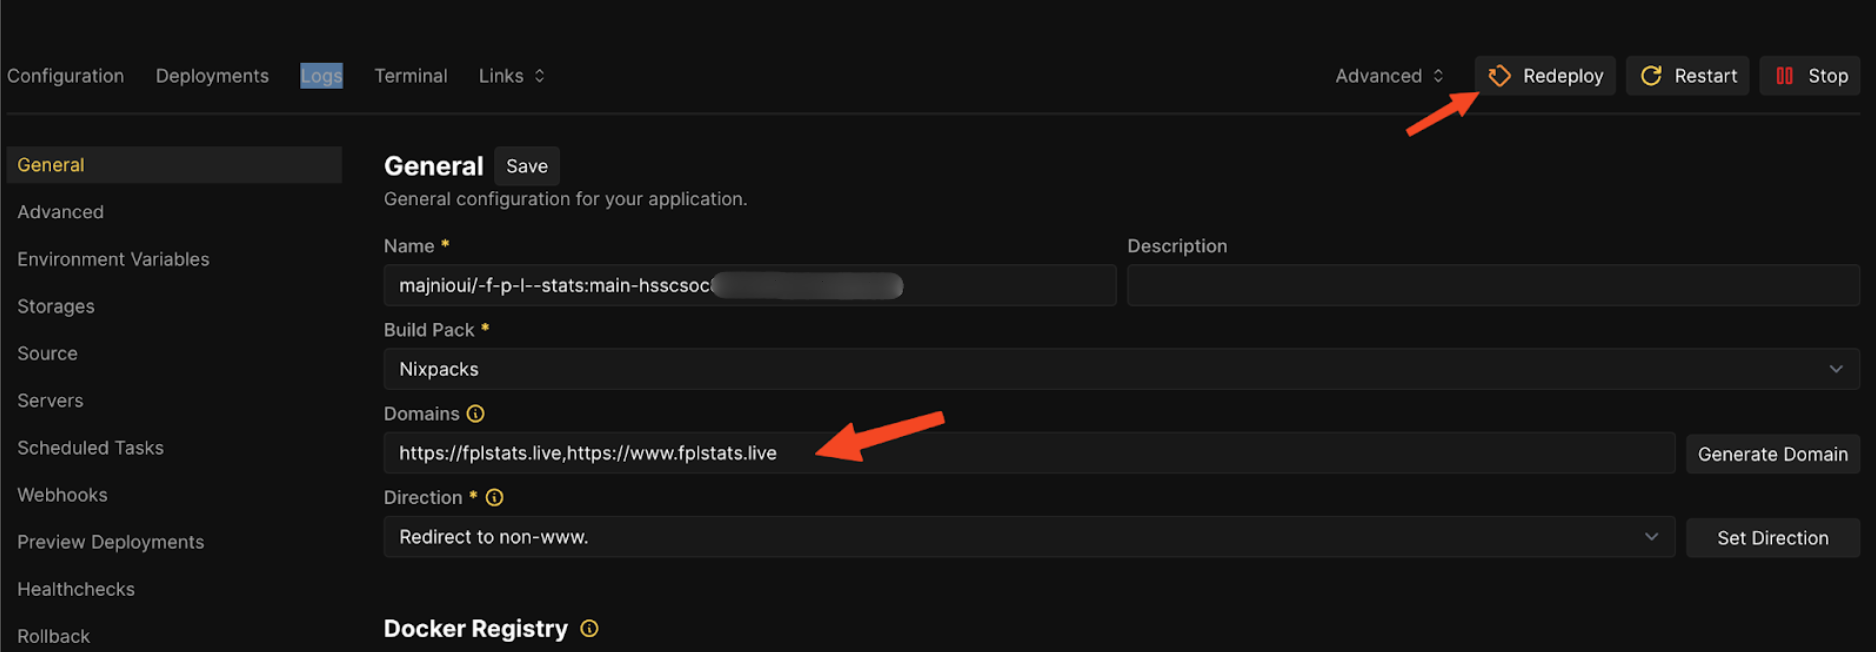 Configuration Deployments Logs Terminal Links Advanced Redeploy Restart Stop
General
Advanced
Environment Variables
Storages
Source
Servers
Scheduled Tasks
Webhooks
Preview Deployments
Healthchecks
Rollback
General Save
General configuration for your application.
Name * Description
majnioui/-f-p-l--stats:main-hsscsoc
Build Pack *
Nixpacks
Domains
https://fplstats.live,https://www.fplstats.live Generate Domain
Direction *
Redirect to non-www. Set Direction
Docker Registry